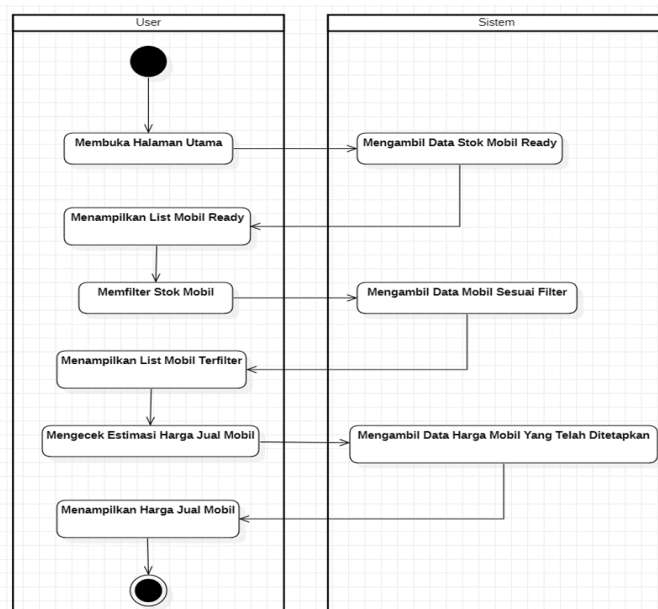 User
Sistem
Membuka Halaman Utama
Mengambil Data Stok Mobil Ready
Menampilkan List Mobil Ready
Memfilter Stok Mobil
Mengambil Data Mobil Sesuai Filter
Menampilkan List Mobil Terfilter
Mengecek Estimasi Harga Jual Mobil
Mengambil Data Harga Mobil Yang Telah Ditetapkan
Menampilkan Harga Jual Mobil